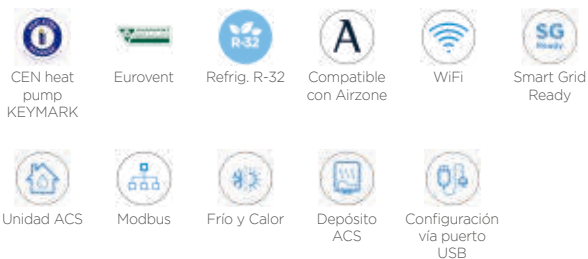 R-32
A
SG
Ready
CEN heat
pump
KEYMARK
Eurovent
Refrig. R-32
Compatible
con Airzone
WiFi
Smart Grid
Ready
Unidad ACS
Modbus
Frío y Calor
Depósito
ACS
Configuración
vía puerto
USB